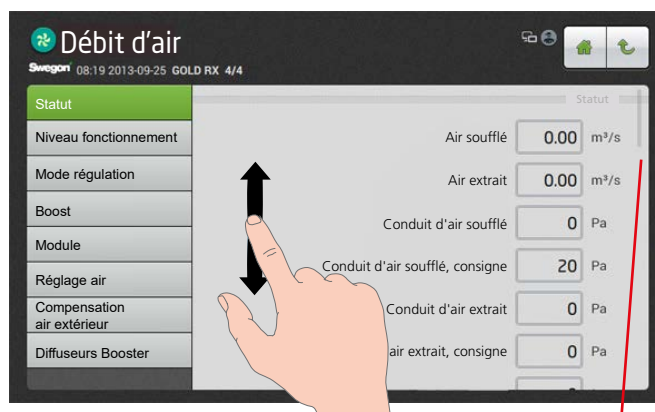 Débit d'air
Swegon 08:19 2013-09-25 GOLD RX 4/4
Statut
Niveau fonctionnement
Mode régulation
Boost
Module
Réglage air
Compensation
air extérieur
Diffuseurs Booster
Statut
Air soufflé 0.00 m³/s
Air extrait 0.00 m³/s
Conduit d'air soufflé 0 Pa
Conduit d'air soufflé, consigne 20 Pa
Conduit d'air extrait 0 Pa
air extrait, consigne 0 Pa